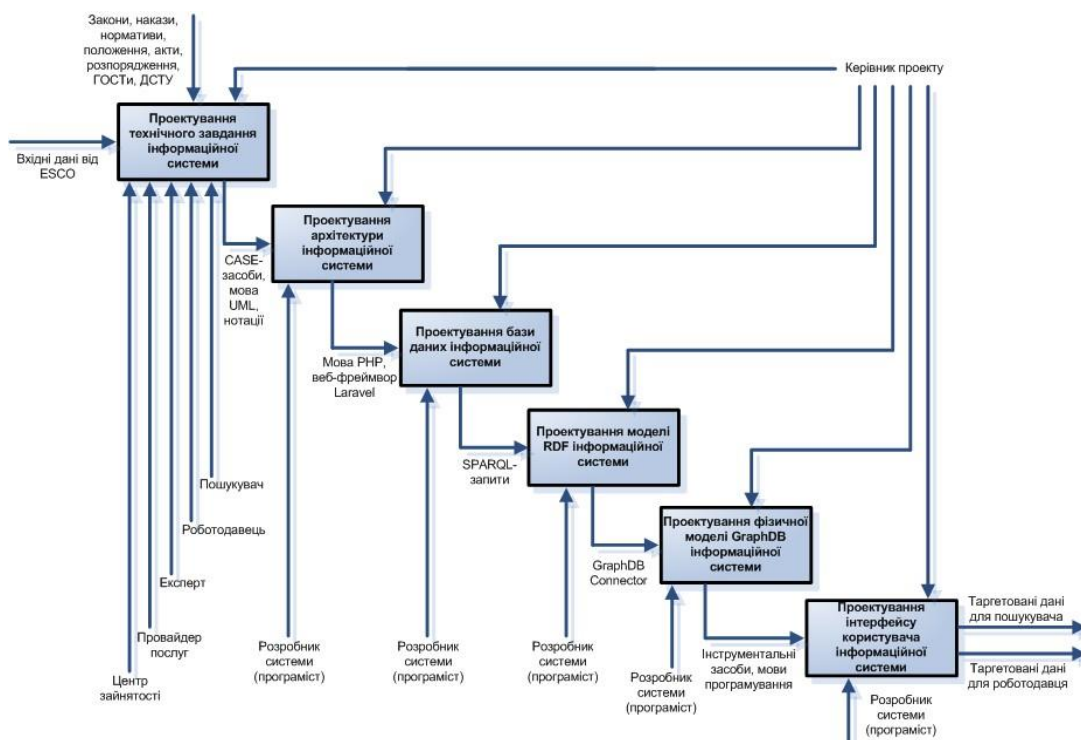 Закони, накази,
нормативи,
положення, акти,
розпорядження,
ГОСТи, ДСТУ
Керівник проекту
Проектування
технічного завдання
інформаційної
системи
Вхідні дані від
ESCO
Проектування
архітектури
інформаційної
системи
CASE-
засоби,
мова
UML,
нотації
Проектування бази
даних інформаційної
системи
Мова PHP,
веб-фреймвор
Laravel
Проектування моделі
RDF інформаційної
системи
SPARQL-
запити
Пошукувач
Роботодавець
Експерт
Провайдер
послуг
Центр
зайнятості
Проектування фізичної
моделі GraphDB
інформаційної
системи
GraphDB
Connector
Проектування
інтерфейсу
користувача
інформаційної
системи
Таргетовані дані
для пошукувача
Таргетовані дані
для роботодавця
Розробник
системи
(програміст)
Розробник
системи
(програміст)
Розробник
системи
(програміст)
Розробник
системи
(програміст)
Інструментальні
засоби, мови
програмування
Розробник
системи
(програміст)